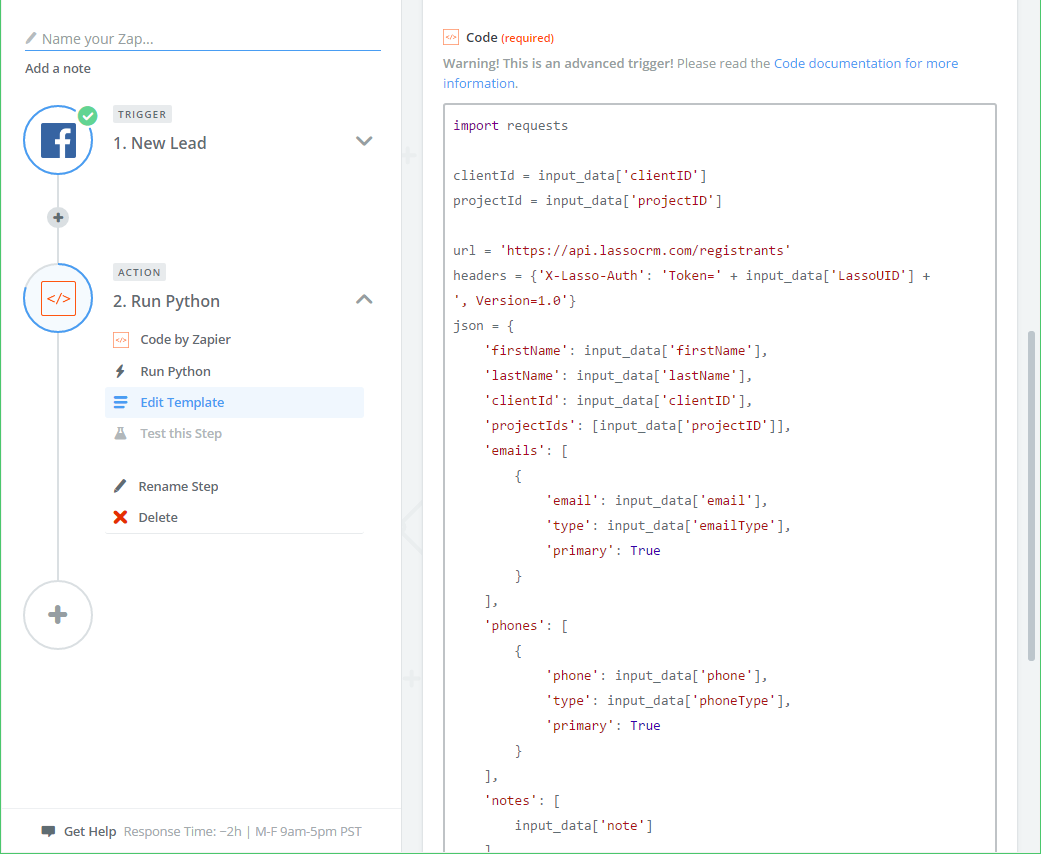 Name your Zap...
Add a note
TRIGGER
1. New Lead
ACTION
</>
2. Run Python
</> Code by Zapier
Run Python
Edit Template
Test this Step
Rename Step
Delete
Get Help Response Time: ~2h | M-F 9am-5pm PST
</> Code (required)
Warning! This is an advanced trigger! Please read the Code documentation for more
information.
import requests
clientId = input_data['clientID']
projectId = input_data['projectID']
url = 'https://api.lassocrm.com/registrants'
headers = {'X-Lasso-Auth': 'Token=' + input_data['LassoUID'] +
', Version=1.0'}
json = {
'firstName': input_data['firstName'],
'lastName': input_data['lastName'],
'clientId': input_data['clientID'],
'projectIds': [input_data['projectID']],
'emails': [
{
'email': input_data['email'],
'type': input_data['emailType'],
'primary': True
}
],
'phones': [
{
'phone': input_data['phone'],
'type': input_data['phoneType'],
'primary': True
}
],
'notes': [
input_data['note']
]